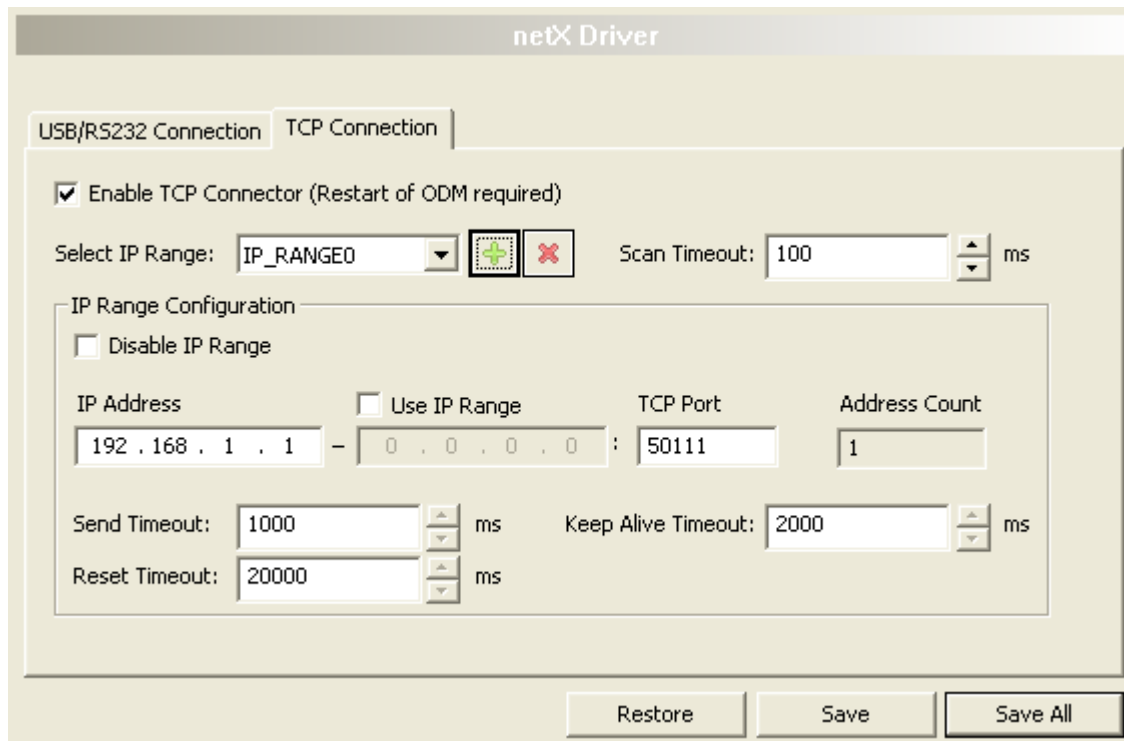 netX Driver
USB/RS232 Connection TCP Connection
Enable TCP Connector (Restart of ODM required)
Select IP Range: IP_RANGE0 Scan Timeout: 100 ms
IP Range Configuration
Disable IP Range
IP Address Use IP Range TCP Port Address Count
192 . 168 . 1 . 1 – 0 . 0 . 0 . 0 : 50111 1
Send Timeout: 1000 ms Keep Alive Timeout: 2000 ms
Reset Timeout: 20000 ms
Restore Save Save All